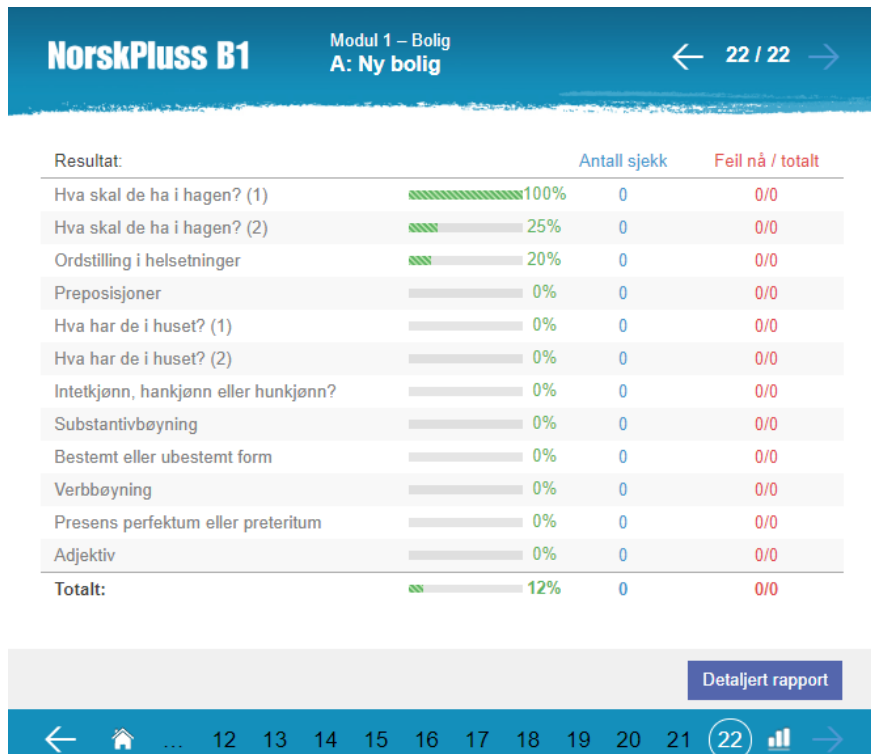 NorskPluss B1
Modul 1 – Bolig
A: Ny bolig
22 / 22
Resultat: Antall sjekk Feil nå / totalt
Hva skal de ha i hagen? (1) 100% 0 0/0
Hva skal de ha i hagen? (2) 25% 0 0/0
Ordstilling i helsetninger 20% 0 0/0
Preposisjoner 0% 0 0/0
Hva har de i huset? (1) 0% 0 0/0
Hva har de i huset? (2) 0% 0 0/0
Intetkjønn, hankjønn eller hunkjønn? 0% 0 0/0
Substantivbøyning 0% 0 0/0
Bestemt eller ubestemt form 0% 0 0/0
Verbbøyning 0% 0 0/0
Presens perfektum eller preteritum 0% 0 0/0
Adjektiv 0% 0 0/0
Totalt: 12% 0 0/0
Detaljert rapport
... 12 13 14 15 16 17 18 19 20 21 22